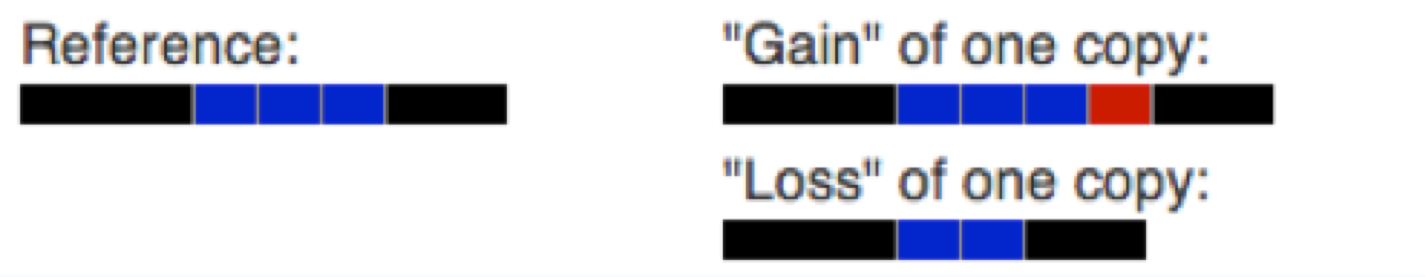 Reference:
"Gain" of one copy:
"Loss" of one copy: